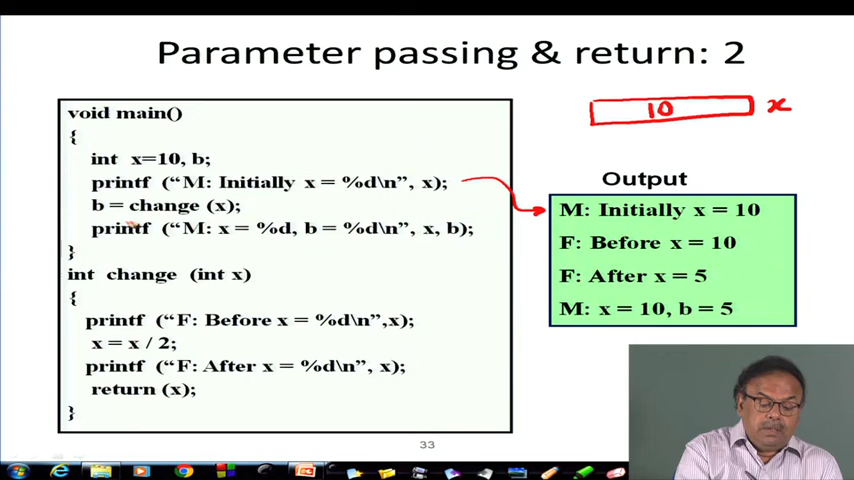 Parameter passing & return: 2
void main()
{
int x=10, b;
printf (“M: Initially x = %d\n”, x);
b = change (x);
printf (“M: x = %d, b = %d\n”, x, b);
}
int change (int x)
{
printf (“F: Before x = %d\n”,x);
x = x / 2;
printf (“F: After x = %d\n”, x);
return (x);
}
10 x
Output
M: Initially x = 10
F: Before x = 10
F: After x = 5
M: x = 10, b = 5
33